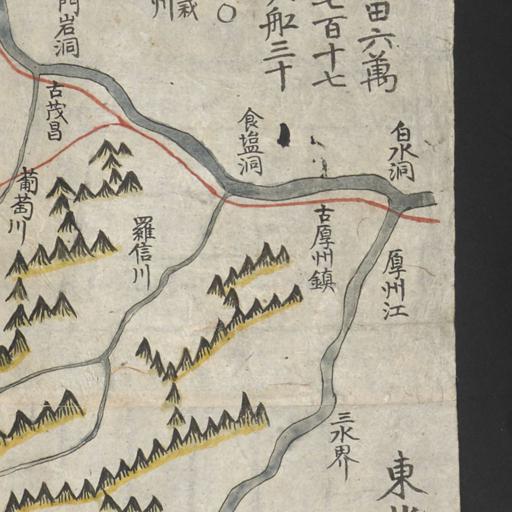 田六萬
七百十七
船三十
州
岩洞
古茂昌
食塩洞
白水洞
葡萄川
羅信川
古厚州鎮
厚州江
三水界
東